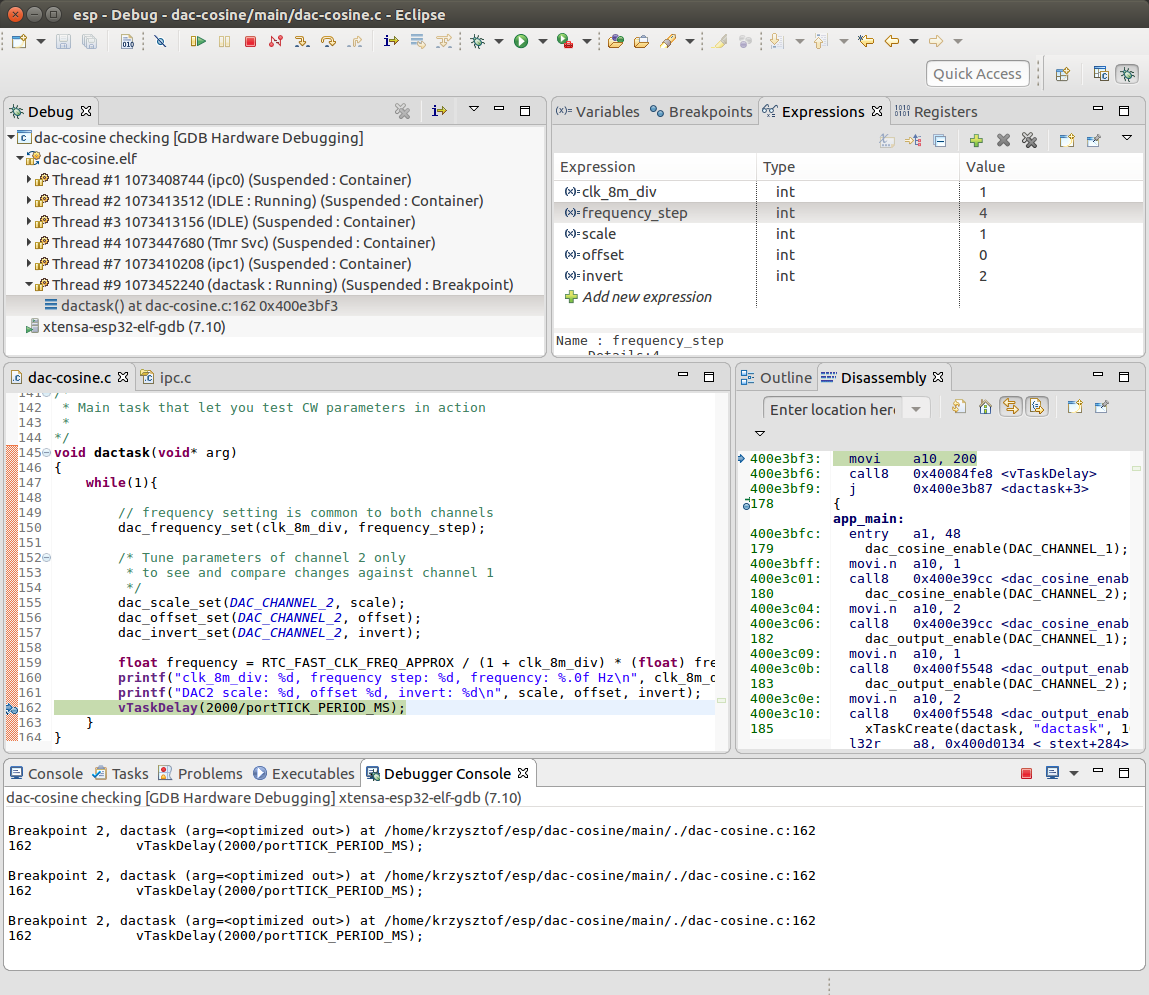 esp - Debug - dac-cosine/main/dac-cosine.c - Eclipse
Quick Access
Debug
dac-cosine checking [GDB Hardware Debugging]
dac-cosine.elf
Thread #1 1073408744 (ipc0) (Suspended : Container)
Thread #2 1073413512 (IDLE : Running) (Suspended : Container)
Thread #3 1073413156 (IDLE) (Suspended : Container)
Thread #4 1073447680 (Tmr Svc) (Suspended : Container)
Thread #7 1073410208 (ipc1) (Suspended : Container)
Thread #9 1073452240 (dactask : Running) (Suspended : Breakpoint)
dactask() at dac-cosine.c:162 0x400e3bf3
xtensa-esp32-elf-gdb (7.10)
(x)= Variables Breakpoints Expressions Registers
Expression Type Value
(x)= clk_8m_div int 1
(x)= frequency_step int 4
(x)= scale int 1
(x)= offset int 0
(x)= invert int 2
Add new expression
Name : frequency_step
Details:4
dac-cosine.c ipc.c
141 /*
142  * Main task that let you test CW parameters in action
143  *
144 */
145 void dactask(void* arg)
146 {
147     while(1){
148
149         // frequency setting is common to both channels
150         dac_frequency_set(clk_8m_div, frequency_step);
151
152         /* Tune parameters of channel 2 only
153          * to see and compare changes against channel 1
154          */
155         dac_scale_set(DAC_CHANNEL_2, scale);
156         dac_offset_set(DAC_CHANNEL_2, offset);
157         dac_invert_set(DAC_CHANNEL_2, invert);
158
159         float frequency = RTC_FAST_CLK_FREQ_APPROX / (1 + clk_8m_div) * (float) fre
160         printf("clk_8m_div: %d, frequency step: %d, frequency: %.0f Hz\n", clk_8m_d
161         printf("DAC2 scale: %d, offset %d, invert: %d\n", scale, offset, invert);
162         vTaskDelay(2000/portTICK_PERIOD_MS);
163     }
164 }
Outline Disassembly
Enter location here
400e3bf3: movi a10, 200
400e3bf6: call8 0x40084fe8 <vTaskDelay>
400e3bf9: j 0x400e3b87 <dactask+3>
178 {
app_main:
400e3bfc: entry a1, 48
179 dac_cosine_enable(DAC_CHANNEL_1);
400e3bff: movi.n a10, 1
400e3c01: call8 0x400e39cc <dac_cosine_enab
180 dac_cosine_enable(DAC_CHANNEL_2);
400e3c04: movi.n a10, 2
400e3c06: call8 0x400e39cc <dac_cosine_enab
182 dac_output_enable(DAC_CHANNEL_1);
400e3c09: movi.n a10, 1
400e3c0b: call8 0x400f5548 <dac_output_enab
183 dac_output_enable(DAC_CHANNEL_2);
400e3c0e: movi.n a10, 2
400e3c10: call8 0x400f5548 <dac_output_enab
185 xTaskCreate(dactask, "dactask", 1
l32r a8, 0x400d0134 < stext+284>
Console Tasks Problems Executables Debugger Console
dac-cosine checking [GDB Hardware Debugging] xtensa-esp32-elf-gdb (7.10)
Breakpoint 2, dactask (arg=<optimized out>) at /home/krzysztof/esp/dac-cosine/main/./dac-cosine.c:162
162             vTaskDelay(2000/portTICK_PERIOD_MS);
Breakpoint 2, dactask (arg=<optimized out>) at /home/krzysztof/esp/dac-cosine/main/./dac-cosine.c:162
162             vTaskDelay(2000/portTICK_PERIOD_MS);
Breakpoint 2, dactask (arg=<optimized out>) at /home/krzysztof/esp/dac-cosine/main/./dac-cosine.c:162
162             vTaskDelay(2000/portTICK_PERIOD_MS);